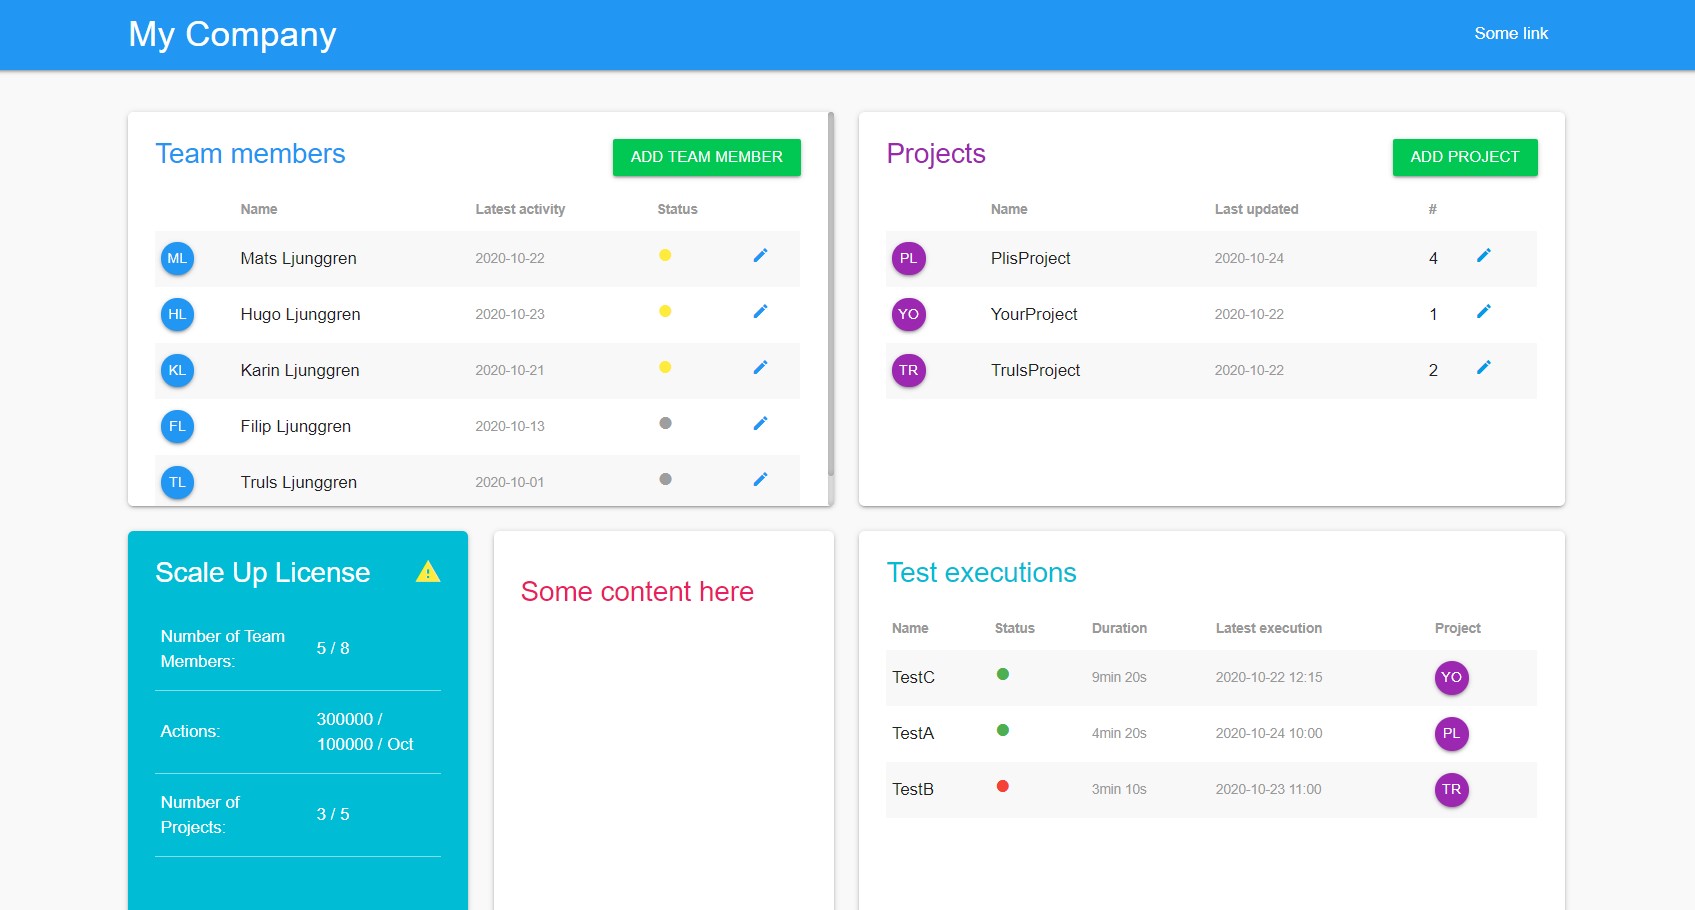 My Company
Some link
Team members
ADD TEAM MEMBER
Name Latest activity Status
ML Mats Ljunggren 2020-10-22
HL Hugo Ljunggren 2020-10-23
KL Karin Ljunggren 2020-10-21
FL Filip Ljunggren 2020-10-13
TL Truls Ljunggren 2020-10-01
Projects
ADD PROJECT
Name Last updated #
PL PlisProject 2020-10-24 4
YO YourProject 2020-10-22 1
TR TrulsProject 2020-10-22 2
Scale Up License
Number of Team
Members:
5 / 8
Actions:
300000 /
100000 / Oct
Number of
Projects:
3 / 5
Some content here
Test executions
Name Status Duration Latest execution Project
TestC 9min 20s 2020-10-22 12:15 YO
TestA 4min 20s 2020-10-24 10:00 PL
TestB 3min 10s 2020-10-23 11:00 TR